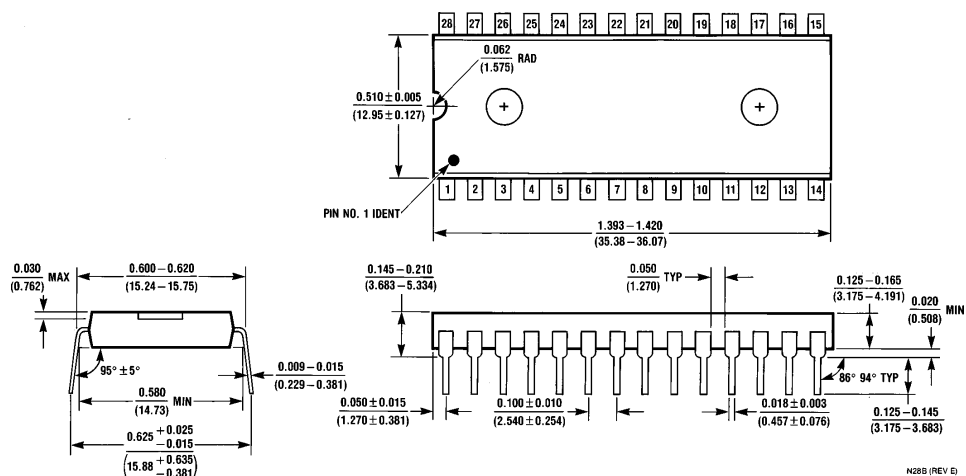 28 27 26 25 24 23 22 21 20 19 18 17 16 15
0.062
(1.575)
RAD
0.510 ± 0.005
(12.95 ± 0.127)
1 2 3 4 5 6 7 8 9 10 11 12 13 14
PIN NO. 1 IDENT
1.393 – 1.420
(35.38 – 36.07)
0.030
(0.762)
MAX
0.600 – 0.620
(15.24 – 15.75)
95° ± 5°
0.009 – 0.015
(0.229 – 0.381)
0.580
(14.73)
MIN
0.625 + 0.025
– 0.015
(15.88 + 0.635
– 0.381)
0.145 – 0.210
(3.683 – 5.334)
0.050
(1.270)
TYP
0.125 – 0.165
(3.175 – 4.191)
0.020
(0.508)
MIN
0.050 ± 0.015
(1.270 ± 0.381)
0.100 ± 0.010
(2.540 ± 0.254)
0.018 ± 0.003
(0.457 ± 0.076)
86° 94° TYP
0.125 – 0.145
(3.175 – 3.683)
N28B (REV E)